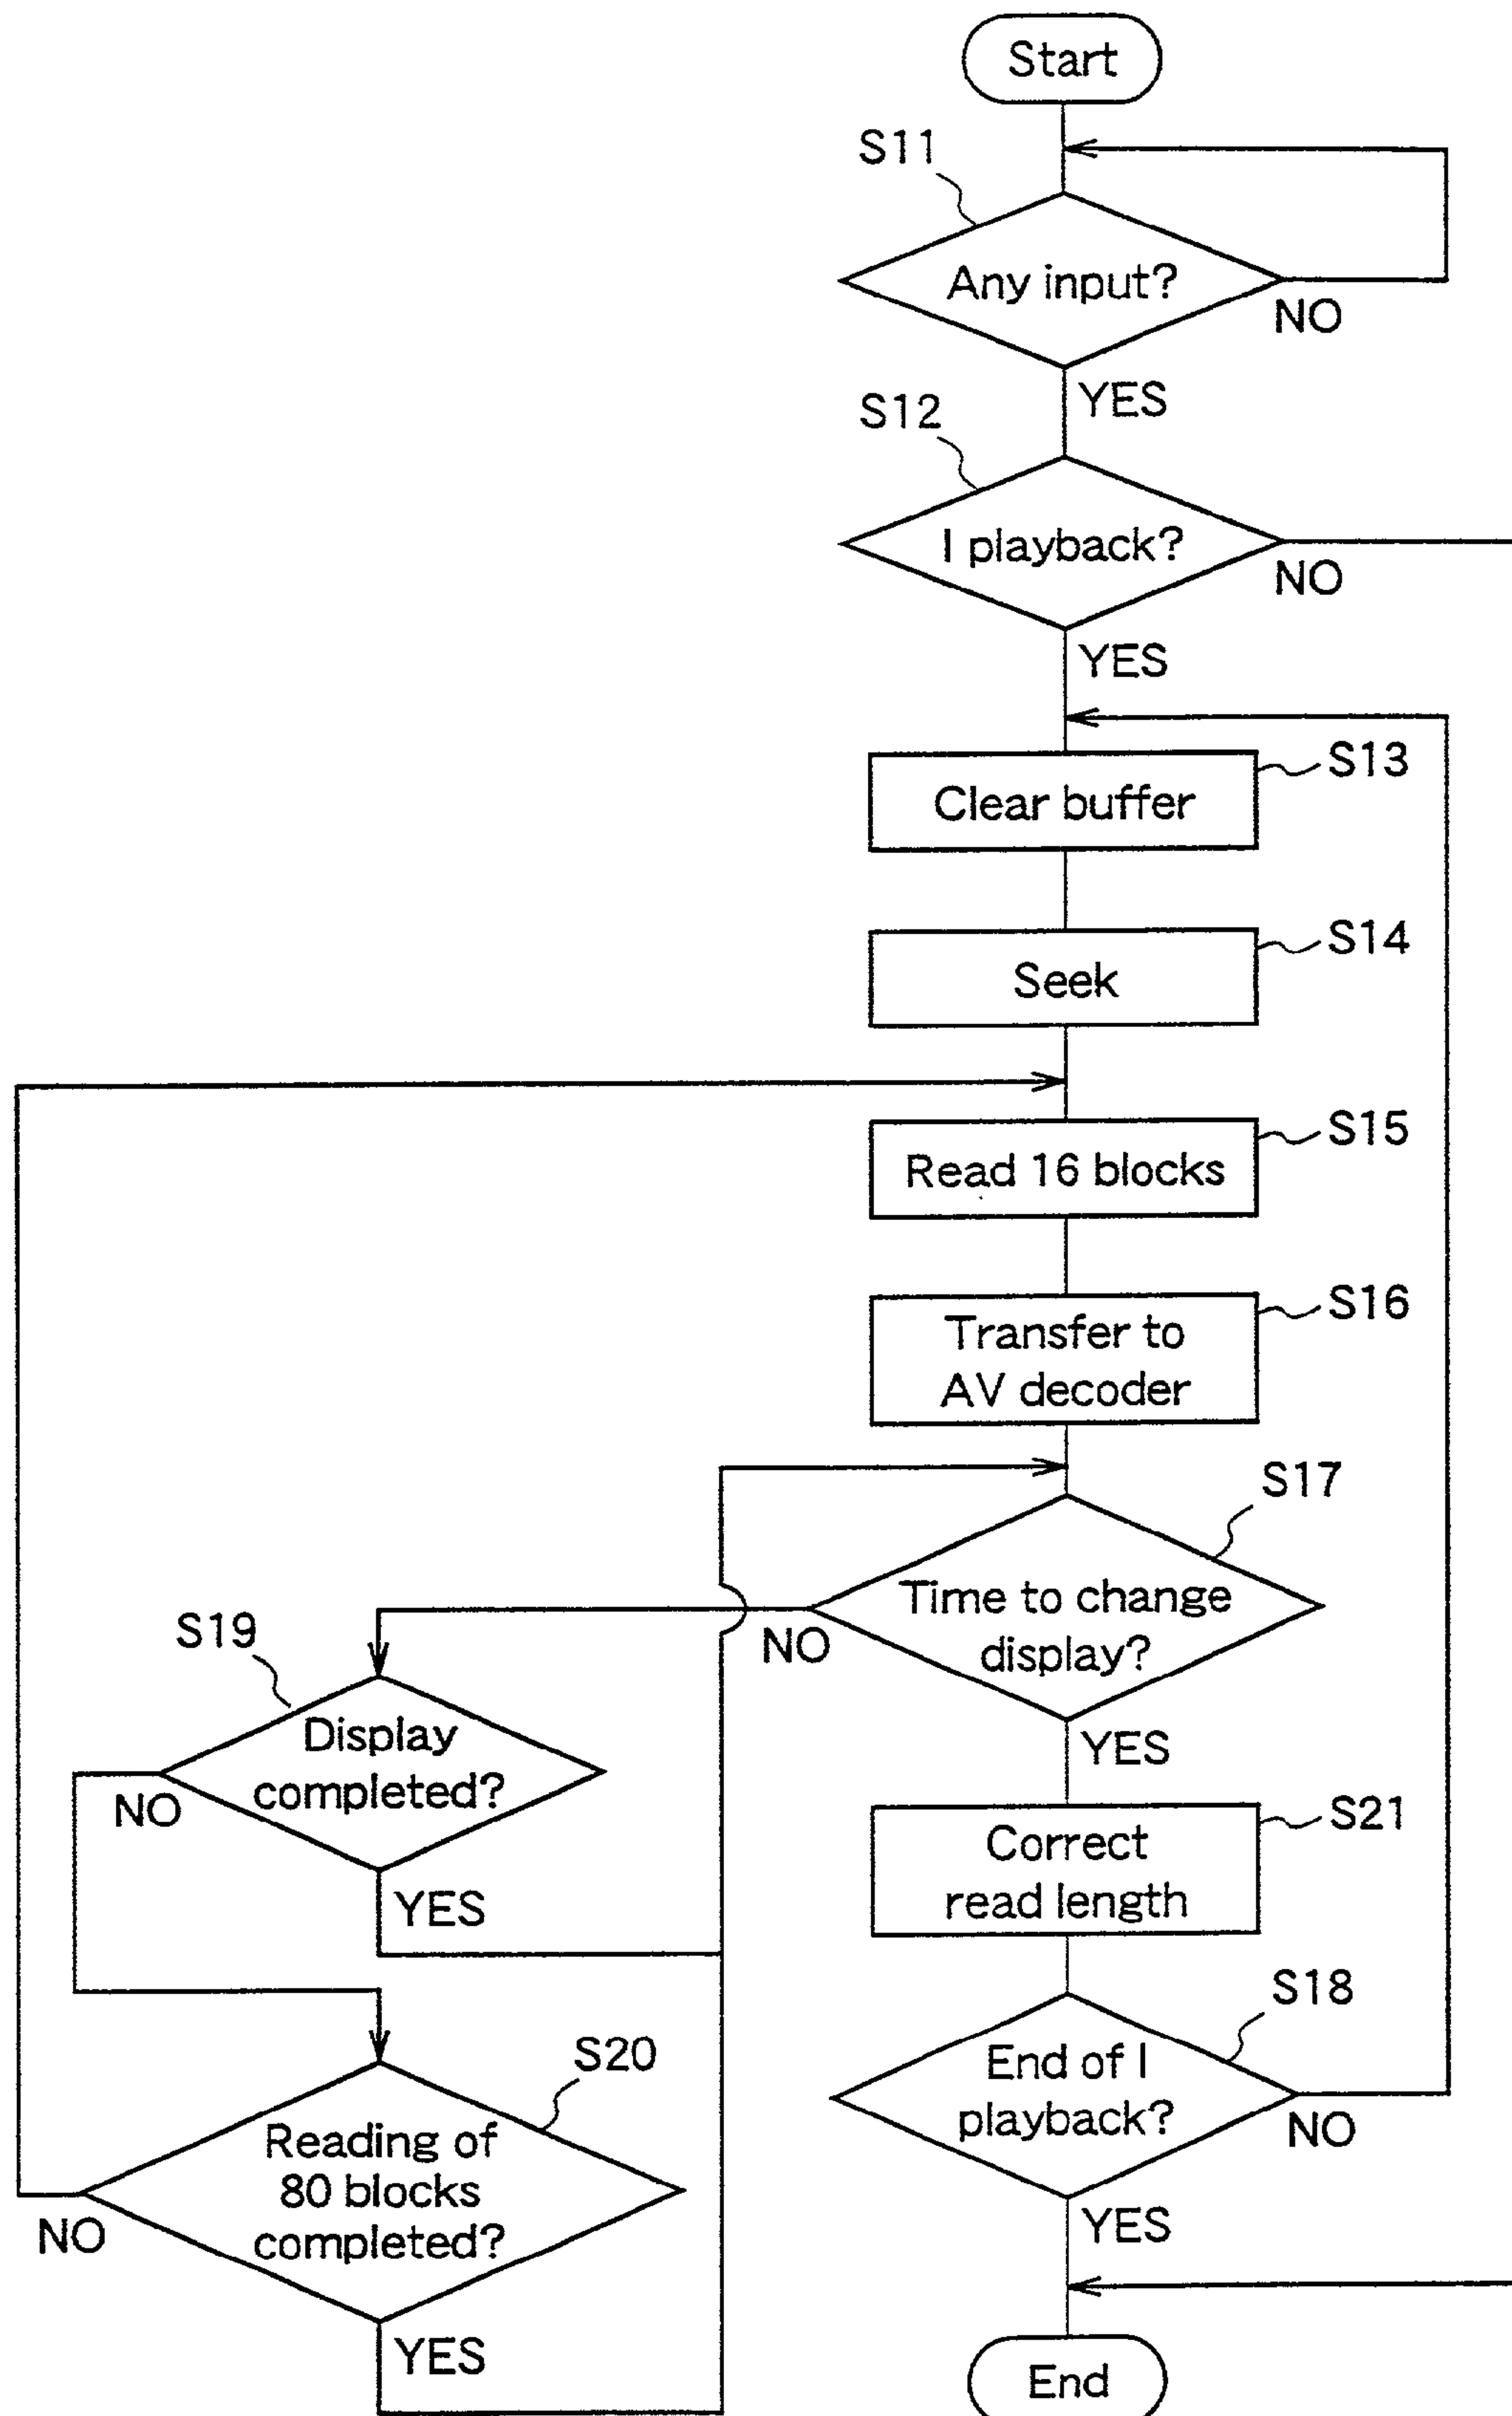 Start
S11
Any input?
NO
YES
S12
I playback?
NO
YES
S13
Clear buffer
S14
Seek
S15
Read 16 blocks
S16
Transfer to
AV decoder
S17
Time to change
display?
NO
YES
S19
Display
completed?
NO
YES
S21
Correct
read length
S18
End of I
playback?
NO
YES
S20
Reading of
80 blocks
completed?
NO
YES
End